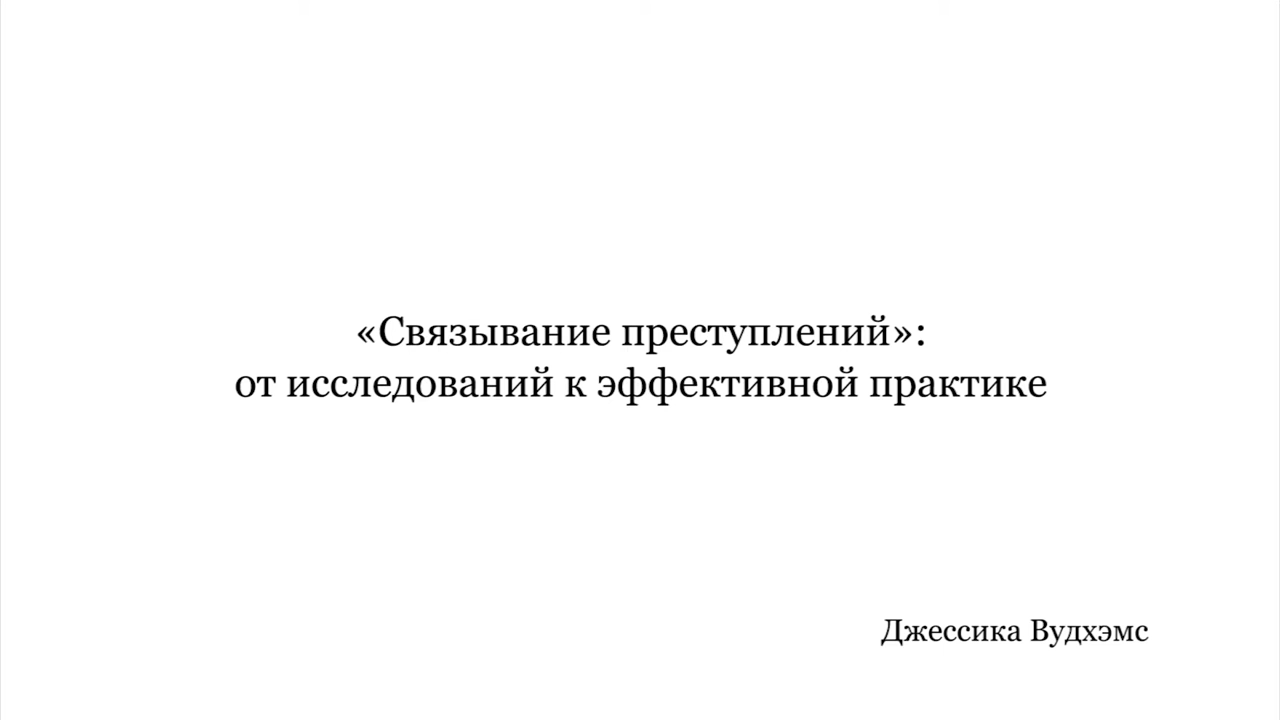 «Связывание преступлений»:
от исследований к эффективной практике
Джессика Вудхэмс